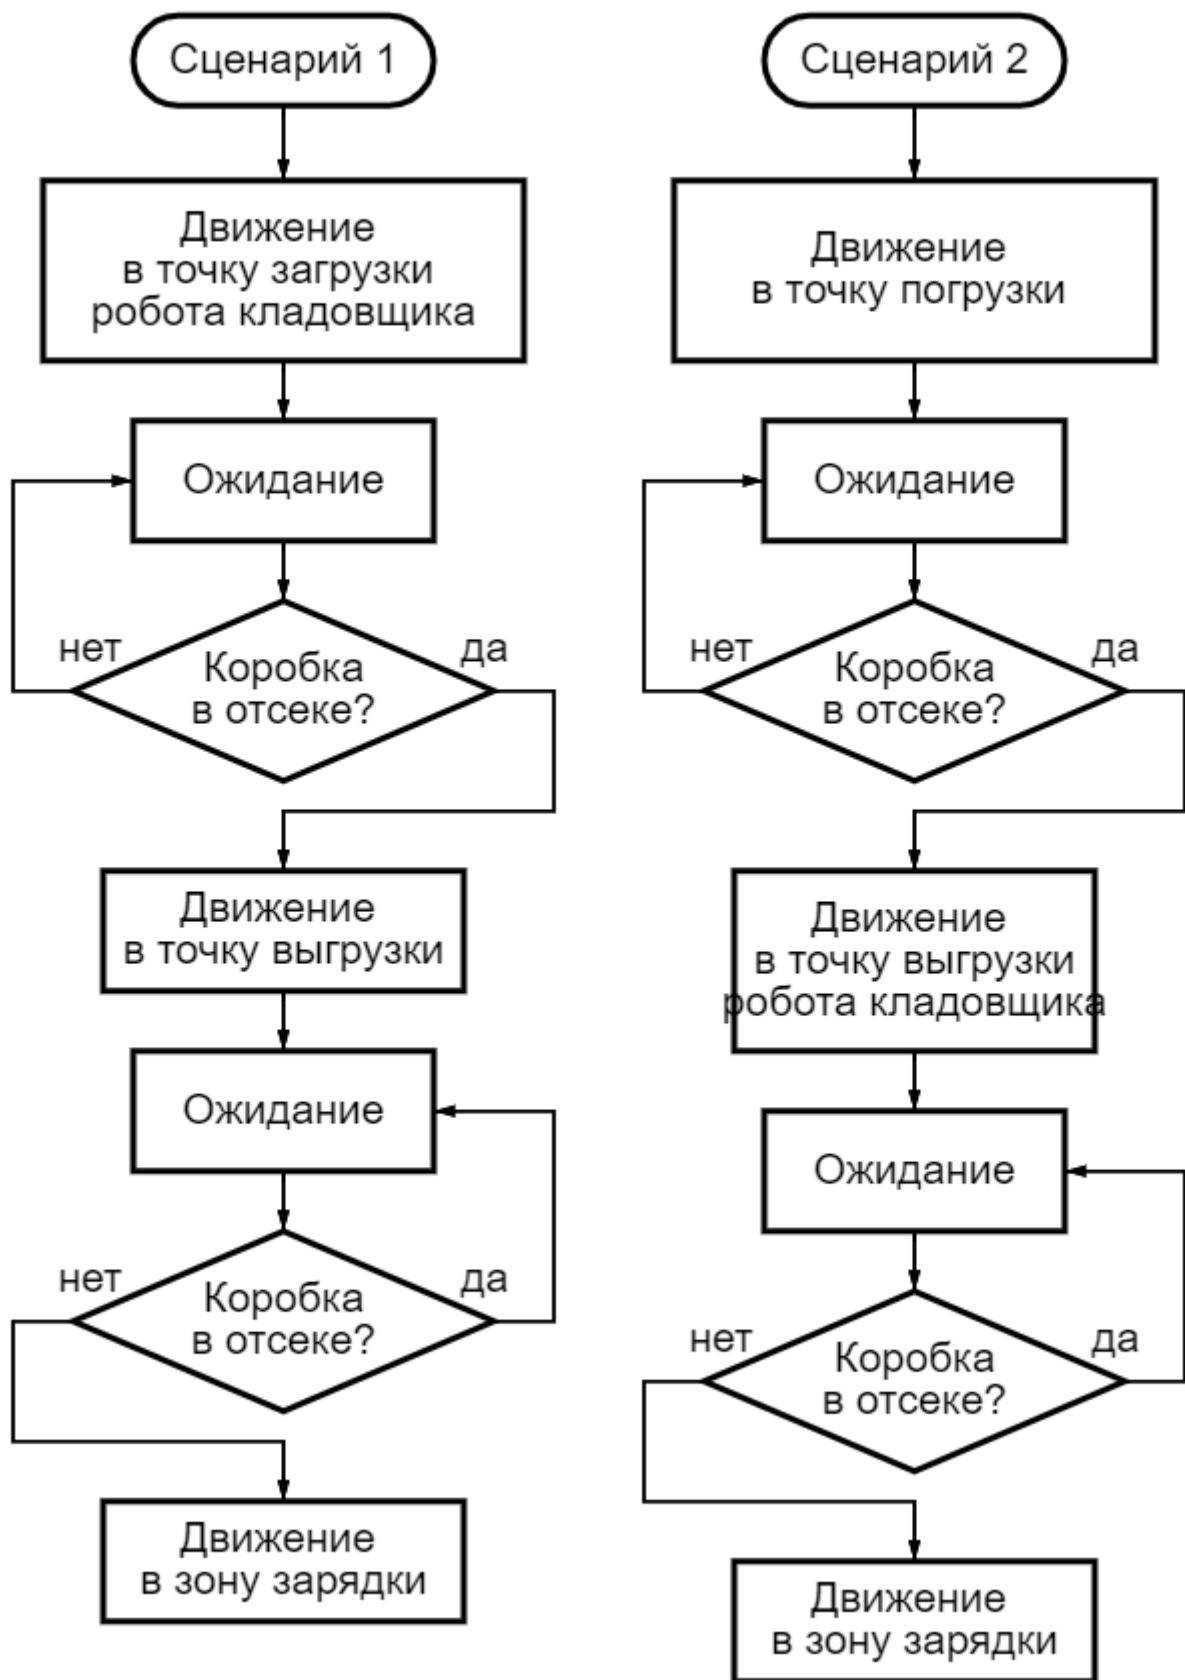 Сценарий 1
Движение
в точку загрузки
робота кладовщика
Ожидание
нет
да
Коробка
в отсеке?
Движение
в точку выгрузки
Ожидание
нет
да
Коробка
в отсеке?
Движение
в зону зарядки
Сценарий 2
Движение
в точку погрузки
Ожидание
нет
да
Коробка
в отсеке?
Движение
в точку выгрузки
робота кладовщика
Ожидание
нет
да
Коробка
в отсеке?
Движение
в зону зарядки